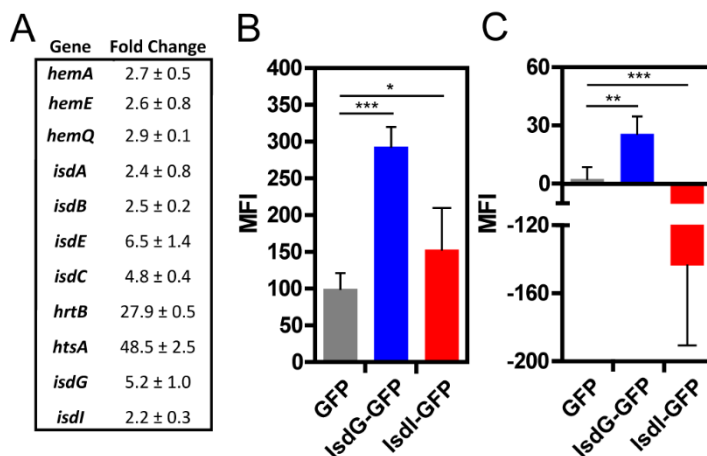 A
Gene Fold Change
hemA 2.7 ± 0.5
hemE 2.6 ± 0.8
hemQ 2.9 ± 0.1
isdA 2.4 ± 0.8
isdB 2.5 ± 0.2
isdE 6.5 ± 1.4
isdC 4.8 ± 0.4
hrtB 27.9 ± 0.5
htsA 48.5 ± 2.5
isdG 5.2 ± 1.0
isdI 2.2 ± 0.3
B
MFI
400
350
300
250
200
150
100
50
0
*
***
GFP
IsdG-GFP
IsdI-GFP
C
MFI
60
30
0
-120
-160
-200
***
**
GFP
IsdG-GFP
IsdI-GFP